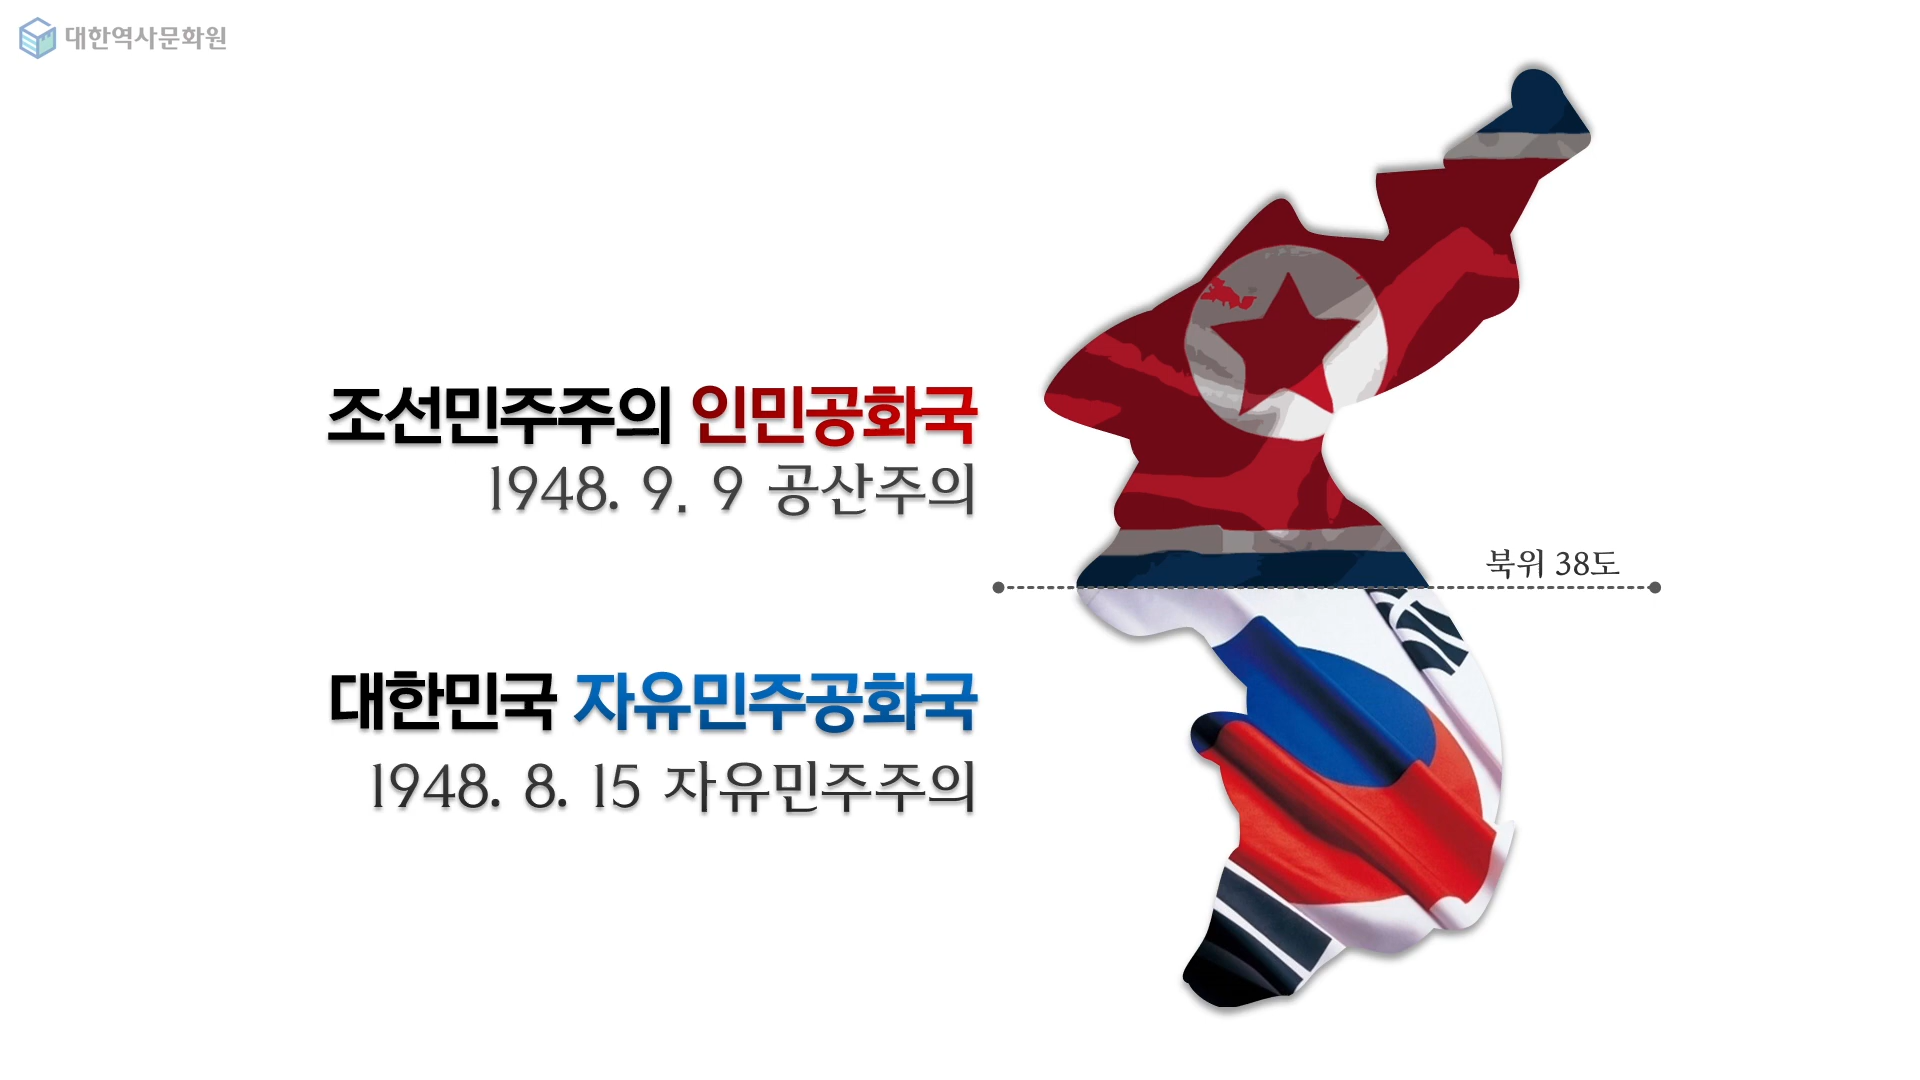 대한역사문화원
조선민주주의 인민공화국
1948. 9. 9 공산주의
북위 38도
대한민국 자유민주공화국
1948. 8. 15 자유민주주의